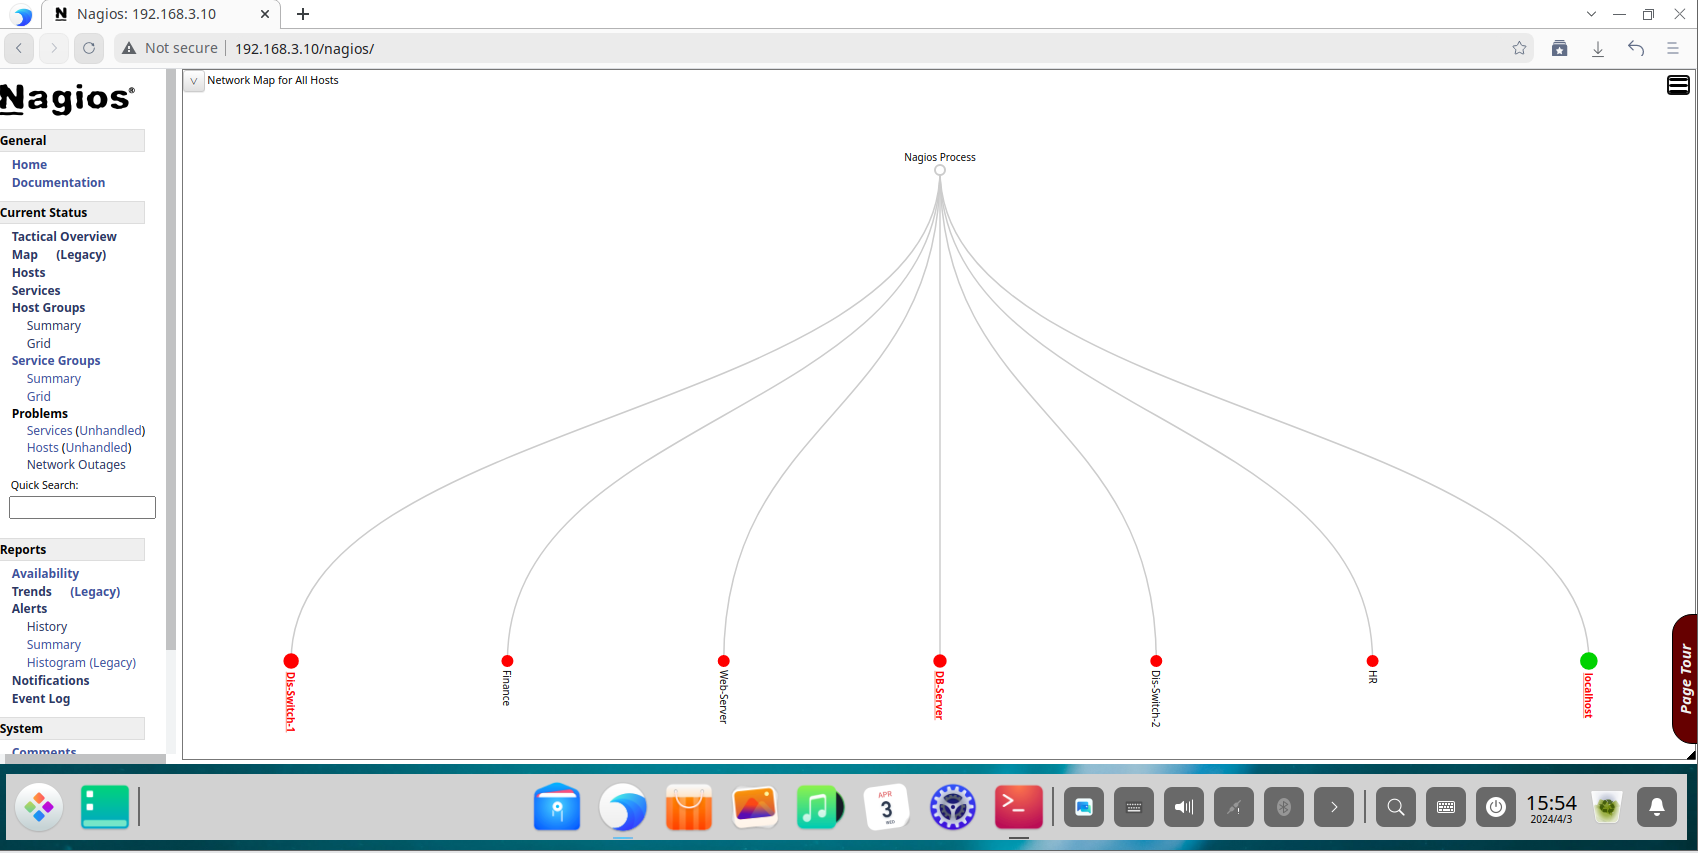 Nagios: 192.168.3.10
Not secure
192.168.3.10/nagios/
Nagios®
General
Home
Documentation
Current Status
Tactical Overview
Map (Legacy)
Hosts
Services
Host Groups
Summary
Grid
Service Groups
Summary
Grid
Problems
Services (Unhandled)
Hosts (Unhandled)
Network Outages
Quick Search:
Reports
Availability
Trends (Legacy)
Alerts
History
Summary
Histogram (Legacy)
Notifications
Event Log
System
Comments
Network Map for All Hosts
Nagios Process
Dis-Switch-1
Finance
Web-Server
DB-Server
Dis-Switch-2
HR
localhost
Page Tour
APR
3
WED
15:54
2024/4/3